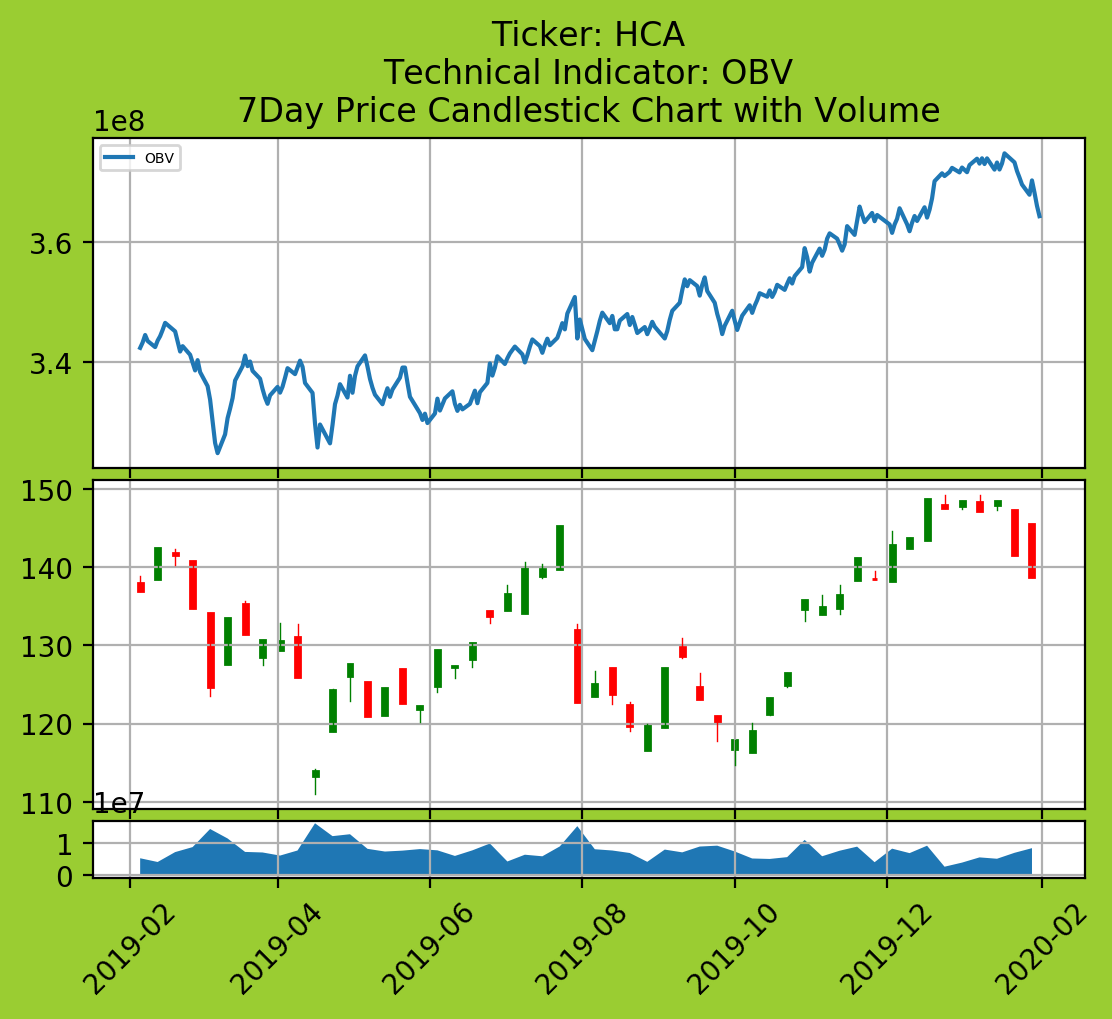 Ticker: HCA
Technical Indicator: OBV
7Day Price Candlestick Chart with Volume
1e8
OBV
3.6
3.4
150
140
130
120
110
1e7
1
0
2019-02
2019-04
2019-06
2019-08
2019-10
2019-12
2020-02